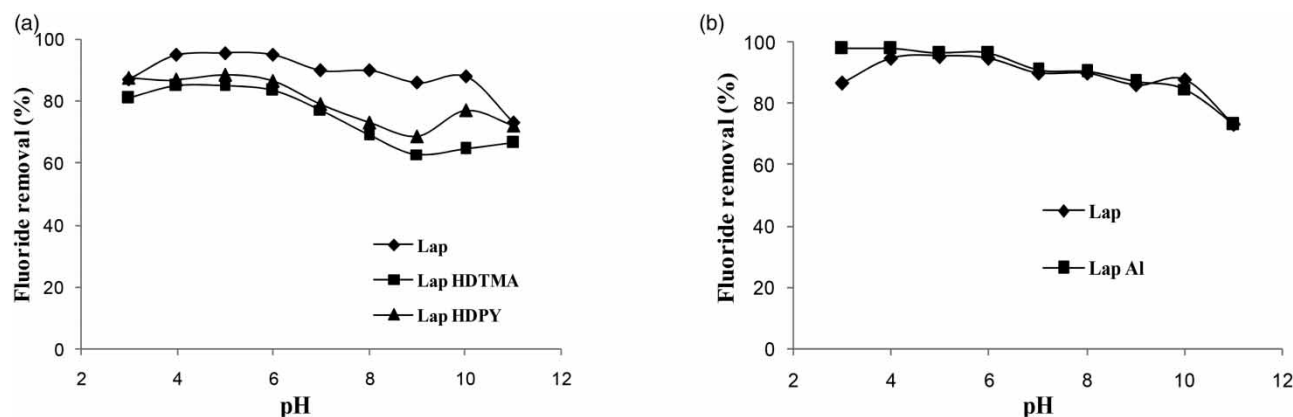 (a)
100
80
60
40
20
0
Fluoride removal (%)
Lap
Lap HDTMA
Lap HDPY
2 4 6 8 10 12
pH
(b)
100
80
60
40
20
0
Fluoride removal (%)
Lap
Lap Al
2 4 6 8 10 12
pH